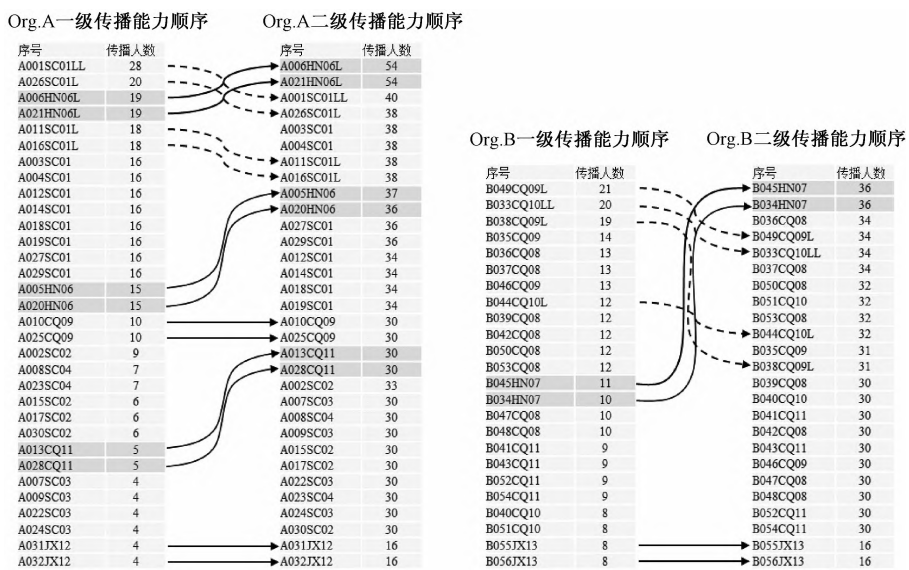 Org.A一级传播能力顺序
序号 传播人数
A001SC01LL 28
A026SC01L 20
A006HN06L 19
A021HN06L 19
A011SC01L 18
A016SC01L 18
A003SC01 16
A004SC01 16
A012SC01 16
A014SC01 16
A018SC01 16
A019SC01 16
A027SC01 16
A029SC01 16
A005HN06 15
A020HN06 15
A010CQ09 10
A025CQ09 10
A002SC02 9
A008SC04 7
A023SC04 7
A015SC02 6
A017SC02 6
A030SC02 6
A013CQ11 5
A028CQ11 5
A007SC03 4
A009SC03 4
A022SC03 4
A024SC03 4
A031JX12 4
A032JX12 4
Org.A二级传播能力顺序
序号 传播人数
A006HN06L 54
A021HN06L 54
A001SC01LL 40
A026SC01L 38
A003SC01 38
A004SC01 38
A011SC01L 38
A016SC01L 38
A005HN06 37
A020HN06 36
A027SC01 36
A029SC01 36
A012SC01 34
A014SC01 34
A018SC01 34
A019SC01 34
A010CQ09 30
A025CQ09 30
A013CQ11 30
A028CQ11 30
A002SC02 33
A007SC03 30
A008SC04 30
A009SC03 30
A015SC02 30
A017SC02 30
A022SC03 30
A023SC04 30
A024SC03 30
A030SC02 30
A031JX12 16
A032JX12 16
Org.B一级传播能力顺序
序号 传播人数
B049CQ09L 21
B033CQ10LL 20
B038CQ09L 19
B035CQ09 14
B036CQ08 13
B037CQ08 13
B046CQ09 13
B044CQ10L 12
B039CQ08 12
B042CQ08 12
B050CQ08 12
B053CQ08 12
B045HN07 11
B034HN07 10
B047CQ08 10
B048CQ08 10
B041CQ11 9
B043CQ11 9
B052CQ11 9
B054CQ11 9
B040CQ10 8
B051CQ10 8
B055JX13 8
B056JX13 8
Org.B二级传播能力顺序
序号 传播人数
B045HN07 36
B034HN07 36
B036CQ08 34
B049CQ09L 34
B033CQ10LL 34
B037CQ08 34
B050CQ08 32
B051CQ10 32
B053CQ08 32
B044CQ10L 32
B035CQ09 31
B038CQ09L 31
B039CQ08 30
B040CQ10 30
B041CQ11 30
B042CQ08 30
B043CQ11 30
B046CQ09 30
B047CQ08 30
B048CQ08 30
B052CQ11 30
B054CQ11 30
B055JX13 16
B056JX13 16